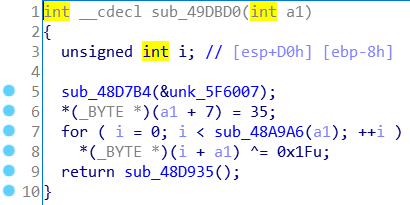 1 int __cdecl sub_49DBD0(int a1)
2 {
3 unsigned int i; // [esp+D0h] [ebp-8h]
4
5 sub_48D7B4(&unk_5F6007);
6 *(_BYTE *)(a1 + 7) = 35;
7 for ( i = 0; i < sub_48A9A6(a1); ++i )
8 *(_BYTE *)(i + a1) ^= 0x1Fu;
9 return sub_48D935();
10 }